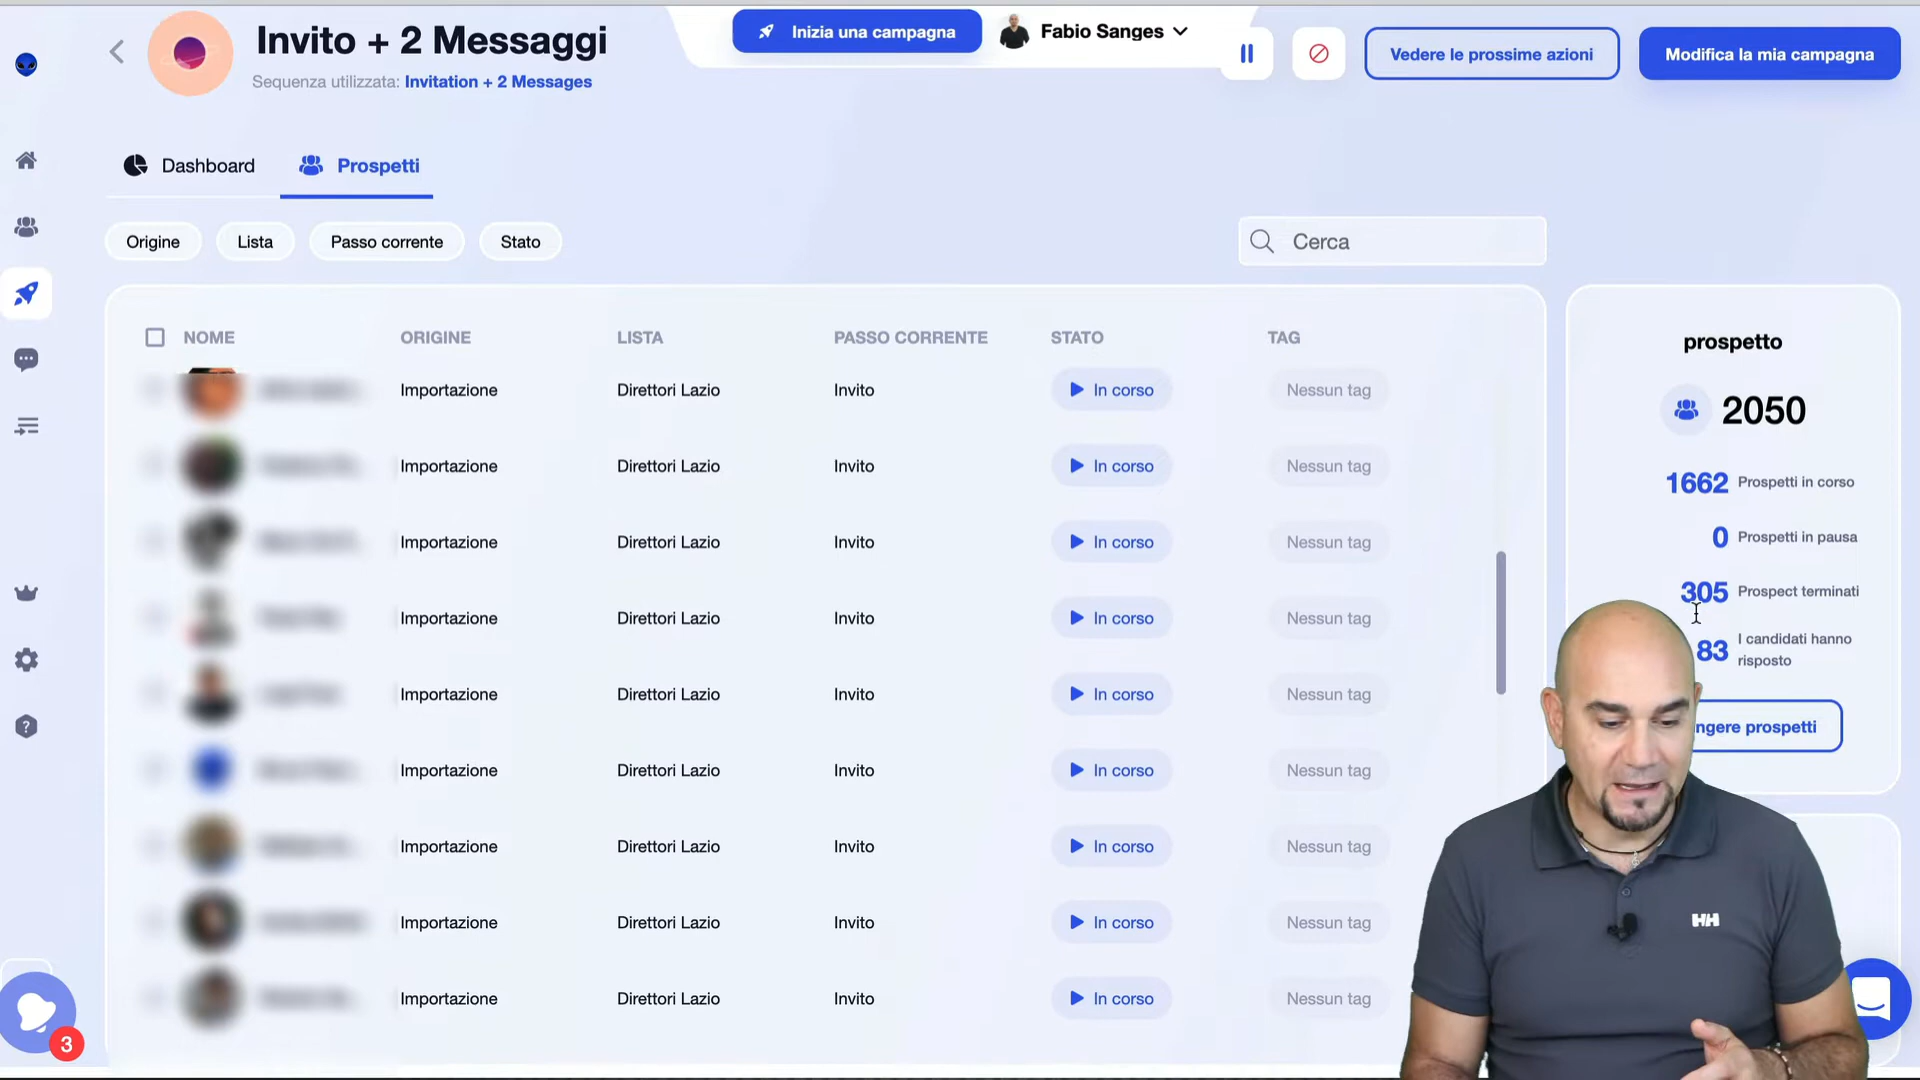 Invito + 2 Messaggi
Sequenza utilizzata: Invitation + 2 Messages
Inizia una campagna
Fabio Sanges
Vedere le prossime azioni
Modifica la mia campagna
Dashboard
Prospetti
Origine
Lista
Passo corrente
Stato
Cerca
NOME ORIGINE LISTA PASSO CORRENTE STATO TAG
Importazione Direttori Lazio Invito In corso Nessun tag
Importazione Direttori Lazio Invito In corso Nessun tag
Importazione Direttori Lazio Invito In corso Nessun tag
Importazione Direttori Lazio Invito In corso Nessun tag
Importazione Direttori Lazio Invito In corso Nessun tag
Importazione Direttori Lazio Invito In corso Nessun tag
Importazione Direttori Lazio Invito In corso Nessun tag
Importazione Direttori Lazio Invito In corso Nessun tag
Importazione Direttori Lazio Invito In corso Nessun tag
prospetto
2050
1662 Prospetti in corso
0 Prospetti in pausa
305 Prospect terminati
83 I candidati hanno
risposto
ngere prospetti
HH
3